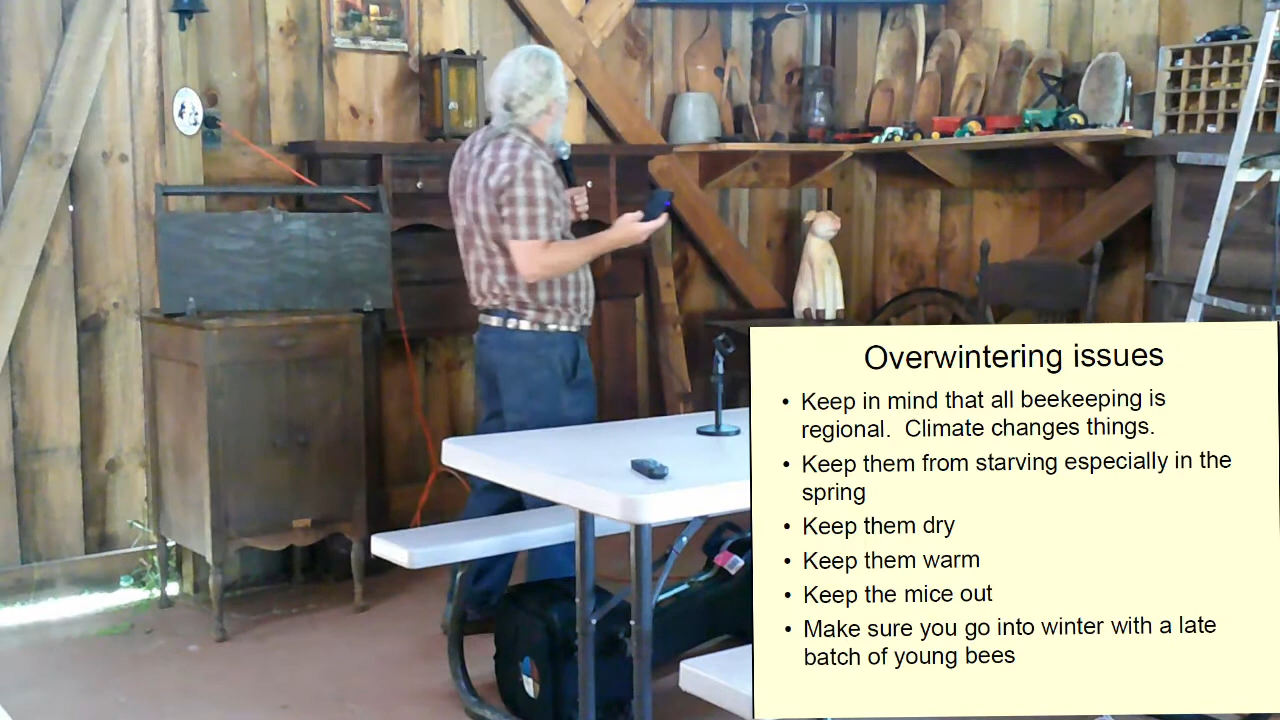 Overwintering issues
• Keep in mind that all beekeeping is
regional.  Climate changes things.
• Keep them from starving especially in the
spring
• Keep them dry
• Keep them warm
• Keep the mice out
• Make sure you go into winter with a late
batch of young bees